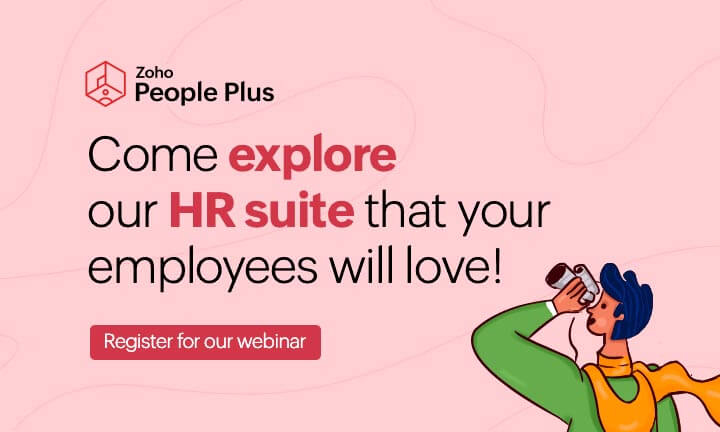 Zoho
People Plus
Come explore
our HR suite that your
employees will love!
Register for our webinar